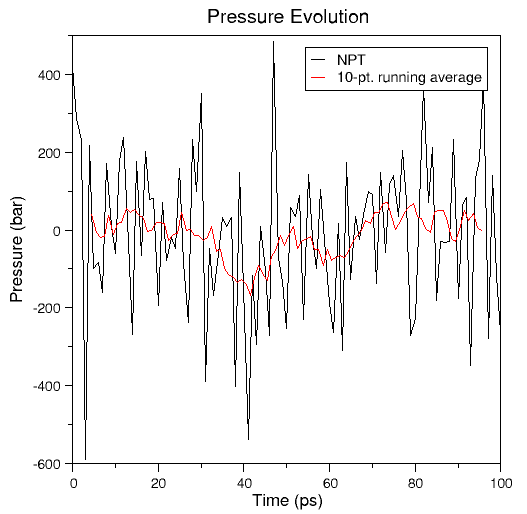 Pressure Evolution
NPT
10-pt. running average
400
200
0
-200
-400
-600
Pressure (bar)
0 20 40 60 80 100
Time (ps)